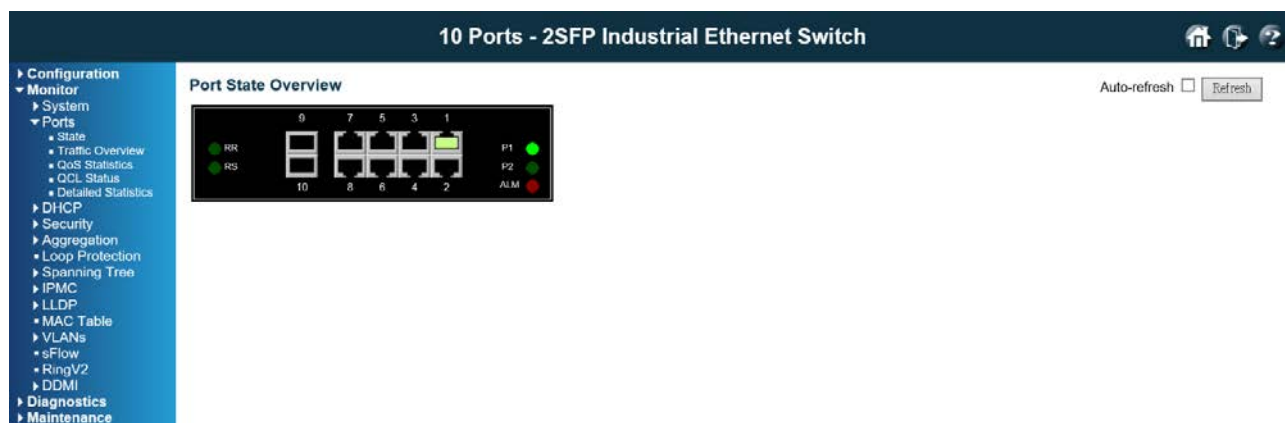 10 Ports - 2SFP Industrial Ethernet Switch
Configuration
Monitor
System
Ports
State
Traffic Overview
QoS Statistics
QCL Status
Detailed Statistics
DHCP
Security
Aggregation
Loop Protection
Spanning Tree
IPMC
LLDP
MAC Table
VLANs
sFlow
RingV2
DDMI
Diagnostics
Maintenance
Port State Overview
Auto-refresh Refresh
9 7 5 3 1
RR P1
RS P2
10 8 6 4 2 ALM